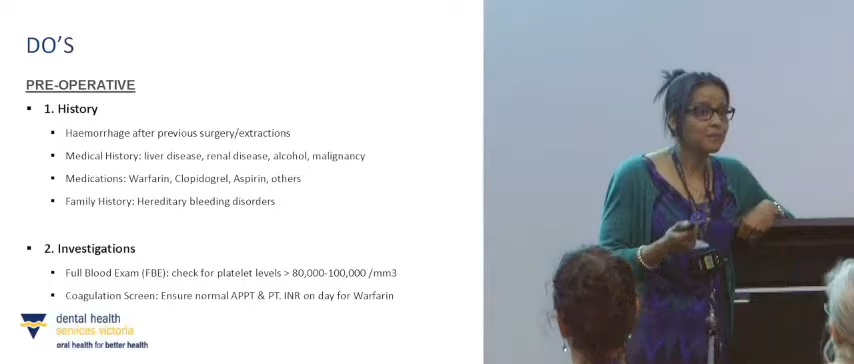 DO'S
PRE-OPERATIVE
1. History
Haemorrhage after previous surgery/extractions
Medical History: liver disease, renal disease, alcohol, malignancy
Medications: Warfarin, Clopidogrel, Aspirin, others
Family History: Hereditary bleeding disorders
2. Investigations
Full Blood Exam (FBE): check for platelet levels > 80,000-100,000 /mm3
Coagulation Screen: Ensure normal APPT & PT. INR on day for Warfarin
dental health
services victoria
oral health for better health